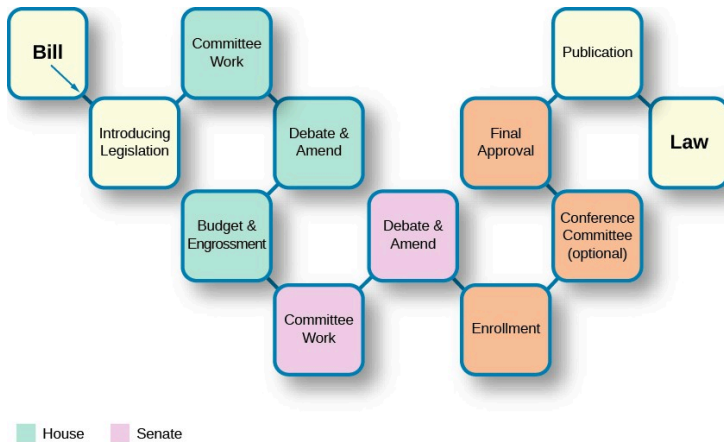 Bill
Introducing
Legislation
Committee
Work
Debate &
Amend
Budget &
Engrossment
Committee
Work
Debate &
Amend
Enrollment
Conference
Committee
(optional)
Final
Approval
Publication
Law
House
Senate